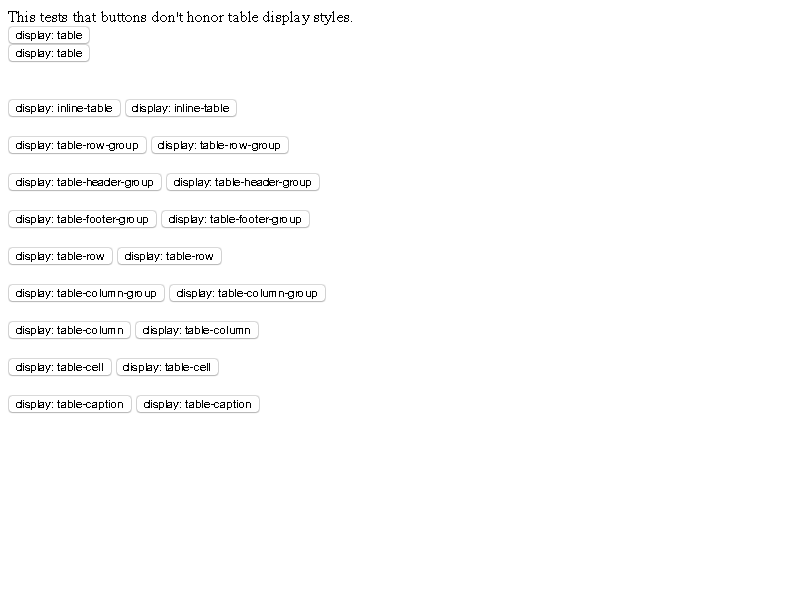 This tests that buttons don't honor table display styles.
display: table
display: table
display: inline-table display: inline-table
display: table-row-group display: table-row-group
display: table-header-group display: table-header-group
display: table-footer-group display: table-footer-group
display: table-row display: table-row
display: table-column-group display: table-column-group
display: table-column display: table-column
display: table-cell display: table-cell
display: table-caption display: table-caption